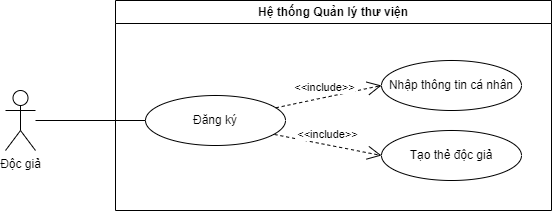 Hệ thống Quản lý thư viện
Nhập thông tin cá nhân
<<include>>
Đăng ký
<<include>>
Tạo thẻ độc giả
Độc giả